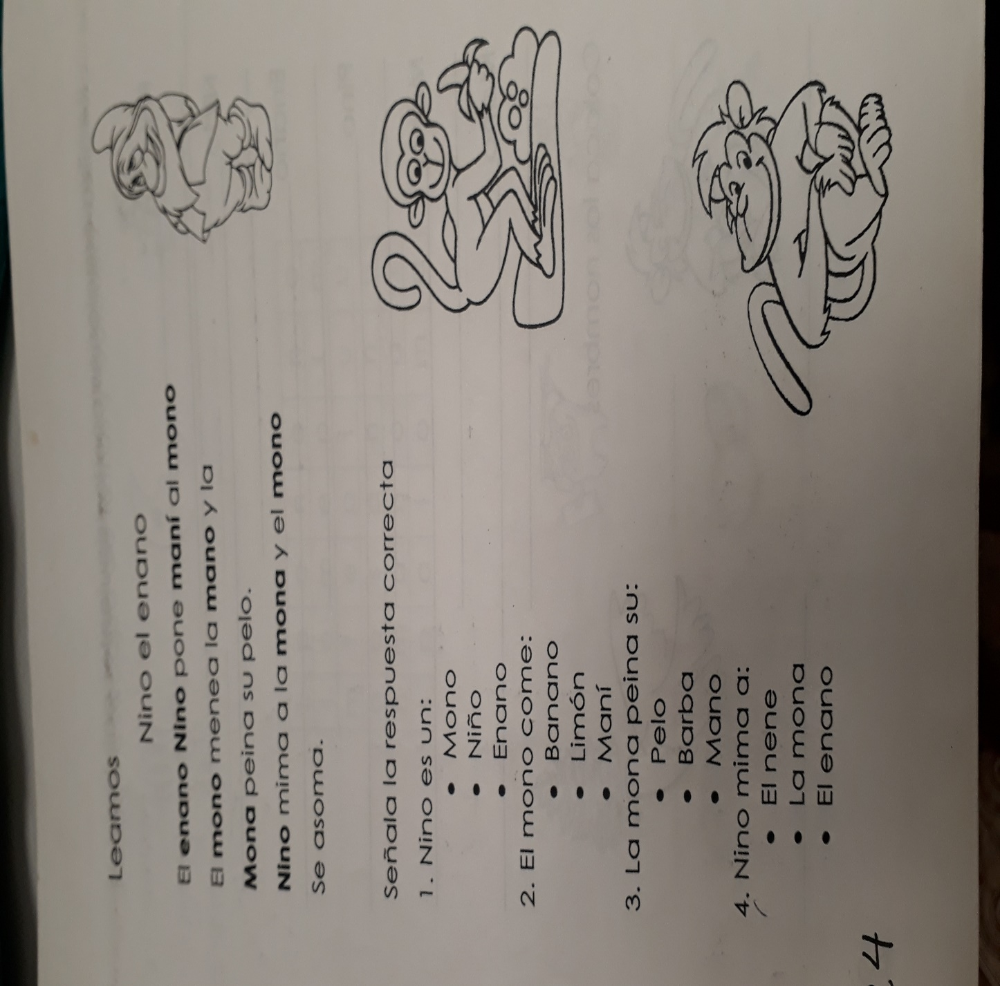 Leamos
Nino el enano
El enano Nino pone maní al mono
El mono menea la mano y la
Mona peina su pelo.
Nino mima a la mona y el mono
Se asoma.
Señala la respuesta correcta
1. Nino es un:
• Mono
• Niño
• Enano
2. El mono come:
• Banano
• Limón
• Maní
3. La mona peina su:
• Pelo
• Barba
• Mano
4. Nino mima a:
• El nene
• La mona
• El enano
4